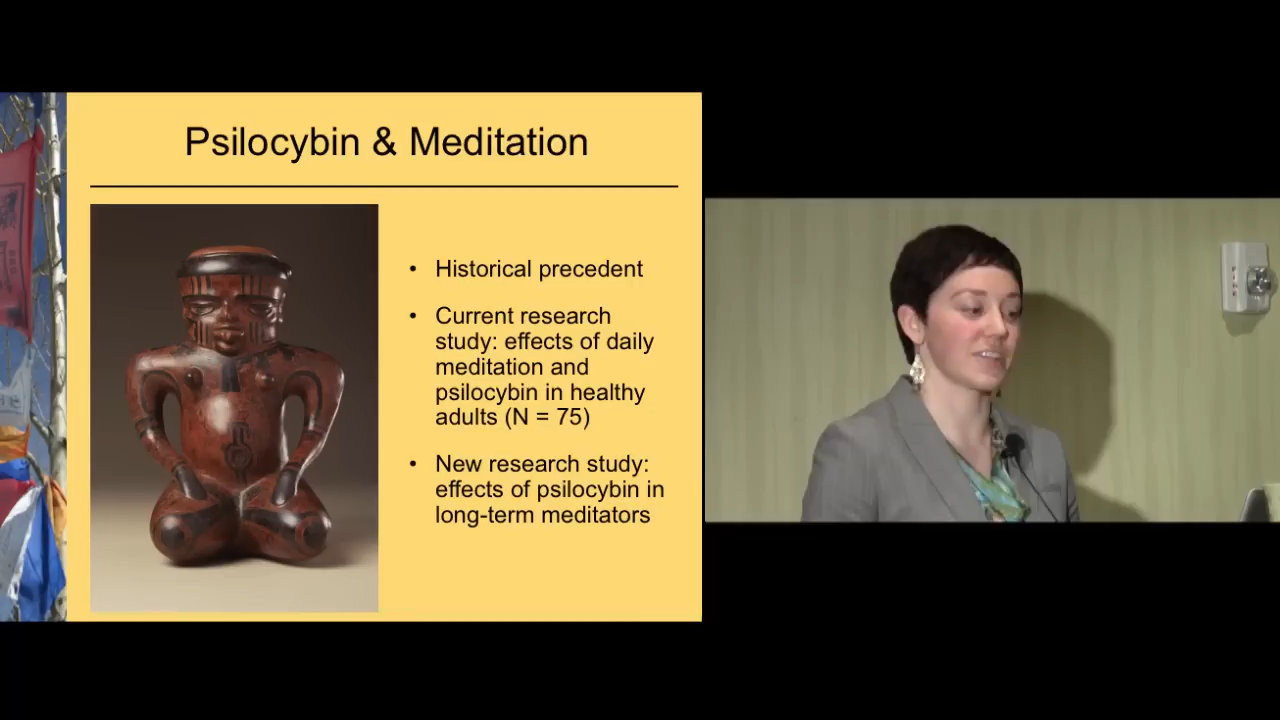 Psilocybin & Meditation
• Historical precedent
• Current research
study: effects of daily
meditation and
psilocybin in healthy
adults (N = 75)
• New research study:
effects of psilocybin in
long-term meditators